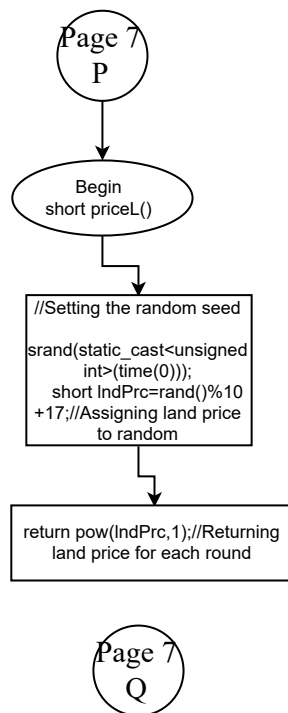 Page 7
P
Begin
short priceL()
//Setting the random seed
srand(static_cast<unsigned
int>(time(0)));
short lndPrc=rand()%10
+17;//Assigning land price
to random
return pow(lndPrc,1);//Returning
land price for each round
Page 7
Q